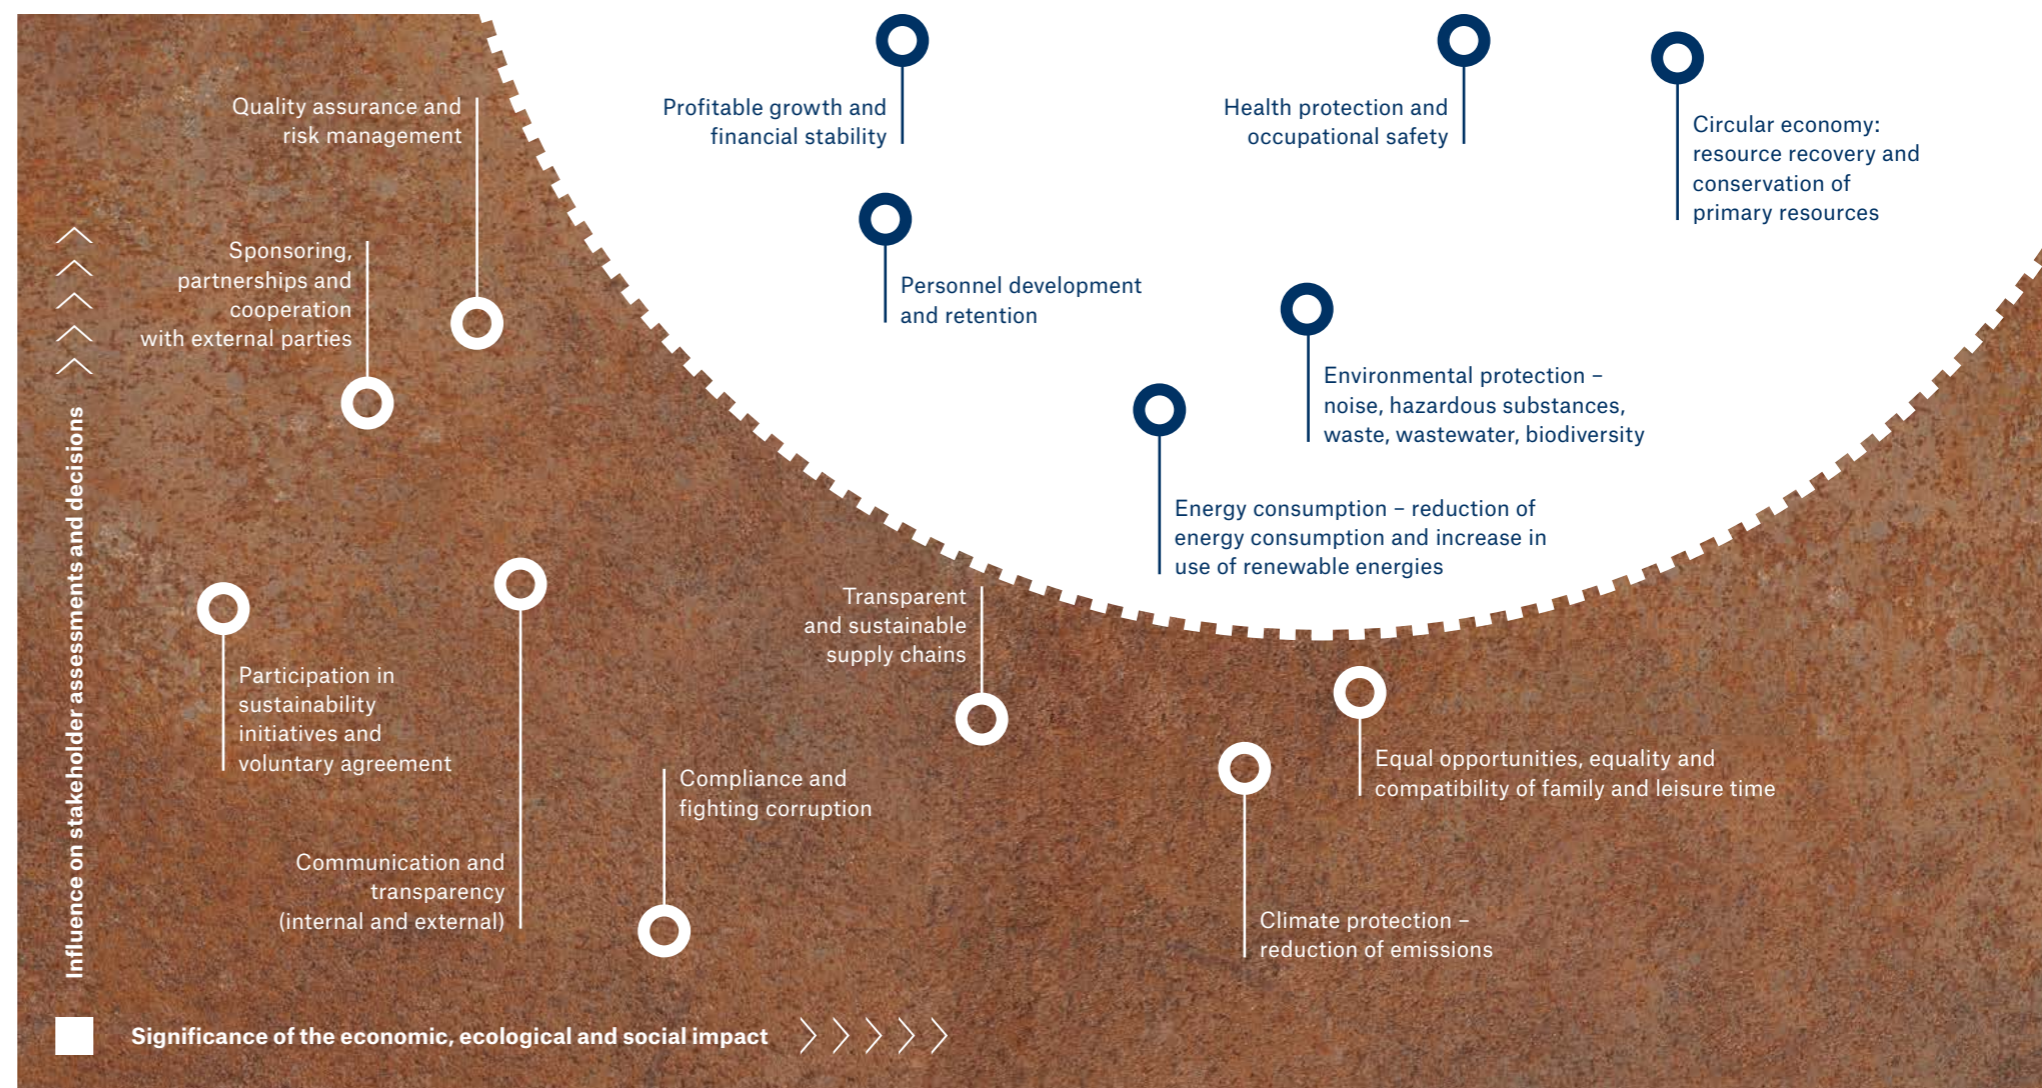 Quality assurance and
risk management
Profitable growth and
financial stability
Health protection and
occupational safety
Circular economy:
resource recovery and
conservation of
primary resources
Sponsoring,
partnerships and
cooperation
with external parties
Personnel development
and retention
Environmental protection –
noise, hazardous substances,
waste, wastewater, biodiversity
Energy consumption – reduction of
energy consumption and increase in
use of renewable energies
Transparent
and sustainable
supply chains
Participation in
sustainability
initiatives and
voluntary agreement
Compliance and
fighting corruption
Equal opportunities, equality and
compatibility of family and leisure time
Communication and
transparency
(internal and external)
Climate protection –
reduction of emissions
Influence on stakeholder assessments and decisions
Significance of the economic, ecological and social impact